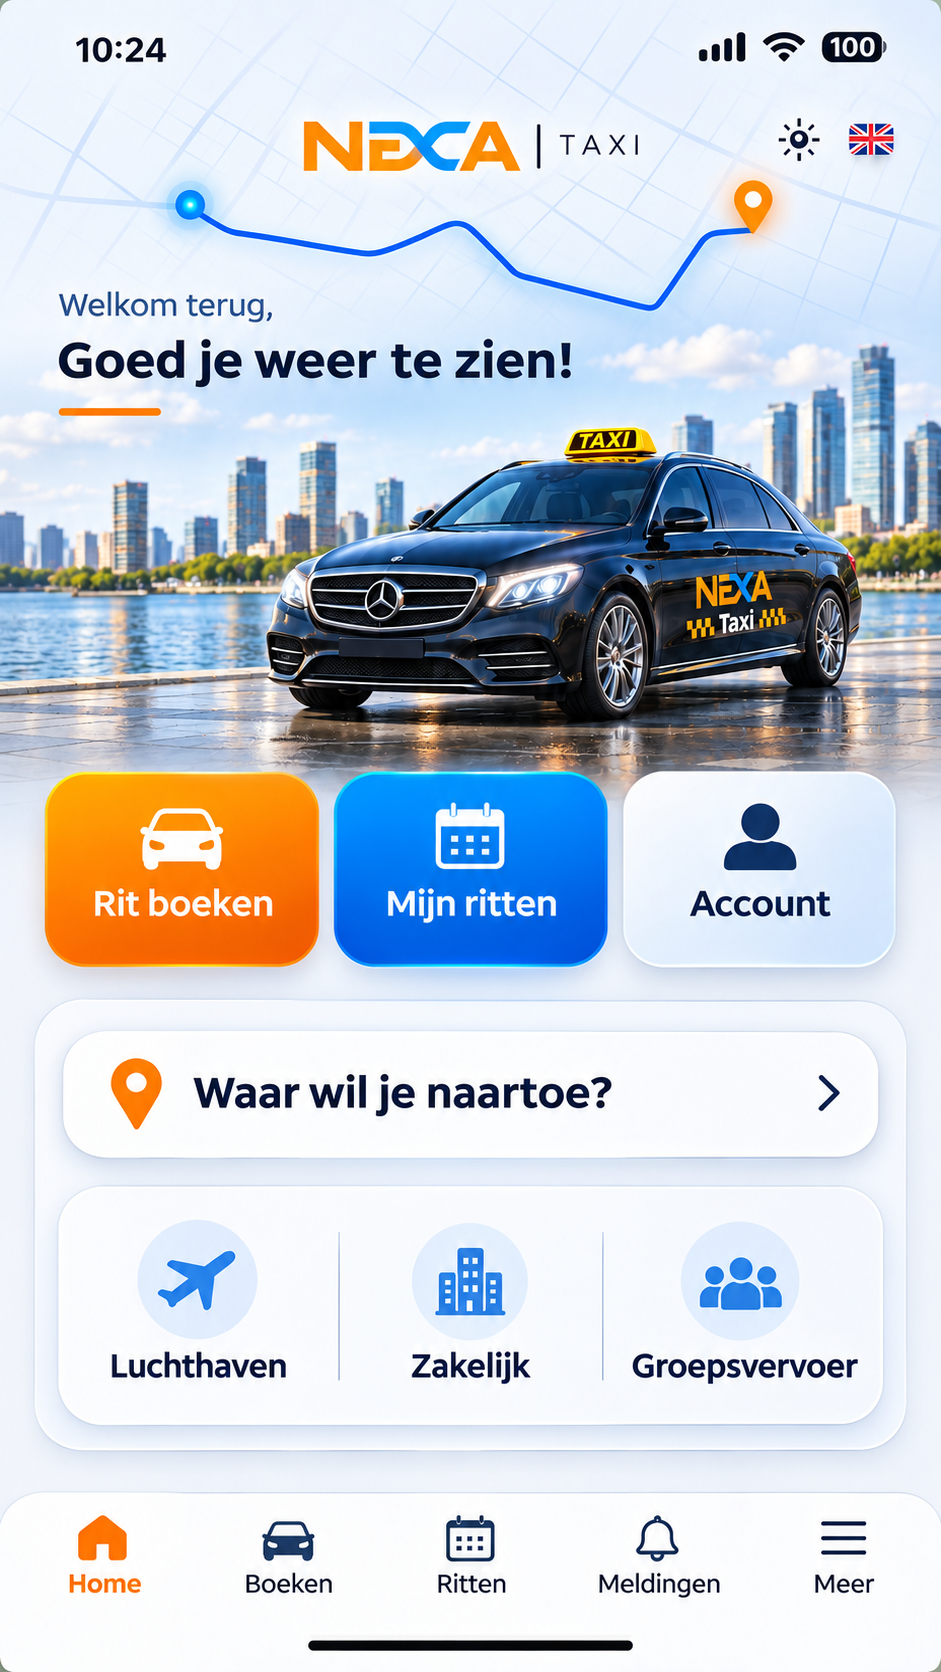 10:24
100
NEXA | TAXI
Welkom terug,
Goed je weer te zien!
TAXI
NEXA
Taxi
Rit boeken
Mijn ritten
Account
Waar wil je naartoe?
Luchthaven
Zakelijk
Groepsvervoer
Home
Boeken
Ritten
Meldingen
Meer